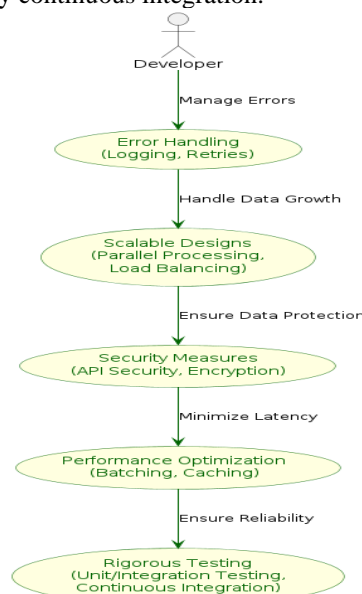 y continuous integration.
Developer
Manage Errors
Error Handling
(Logging, Retries)
Handle Data Growth
Scalable Designs
(Parallel Processing,
Load Balancing)
Ensure Data Protection
Security Measures
(API Security, Encryption)
Minimize Latency
Performance Optimization
(Batching, Caching)
Ensure Reliability
Rigorous Testing
(Unit/Integration Testing,
Continuous Integration)